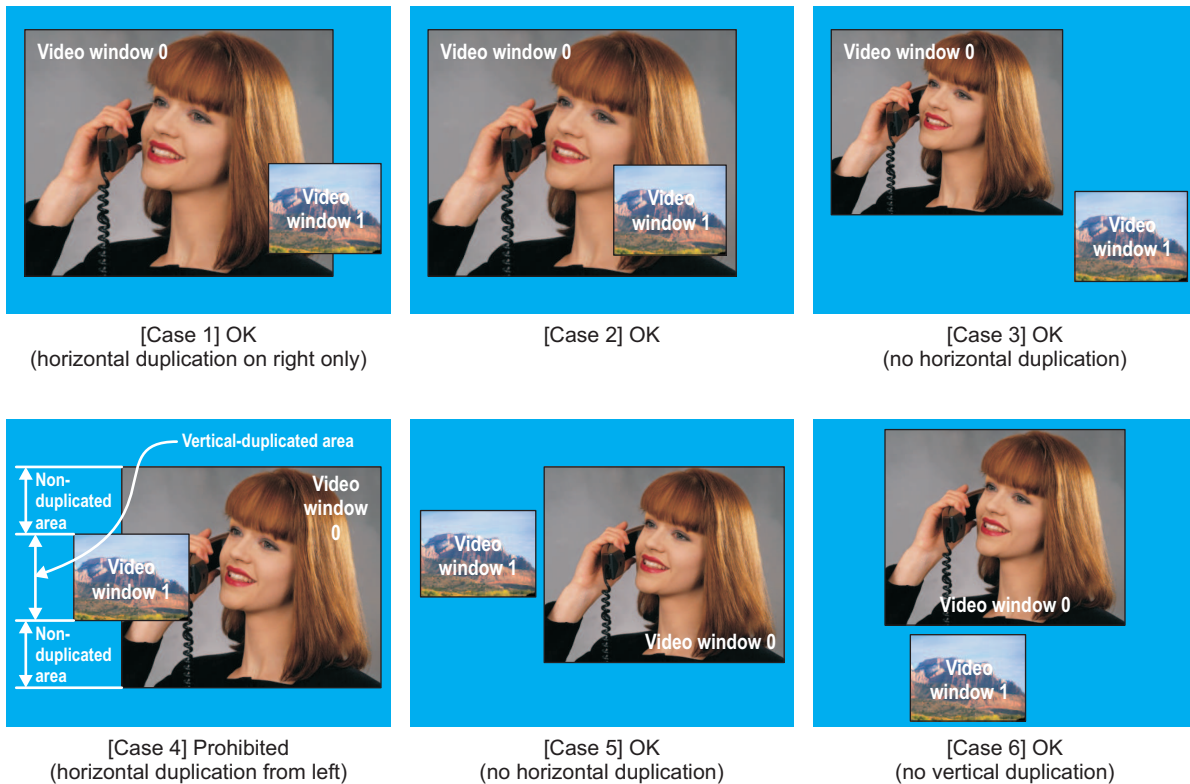 Video window 0
Video
window 1
[Case 1] OK
(horizontal duplication on right only)
Video window 0
Video
window 1
[Case 2] OK
Video window 0
Video
window 1
[Case 3] OK
(no horizontal duplication)
Vertical-duplicated area
Non-
duplicated
area
Non-
duplicated
area
Video
window
0
Video
window 1
[Case 4] Prohibited
(horizontal duplication from left)
Video
window 1
Video window 0
[Case 5] OK
(no horizontal duplication)
Video window 0
Video
window 1
[Case 6] OK
(no vertical duplication)